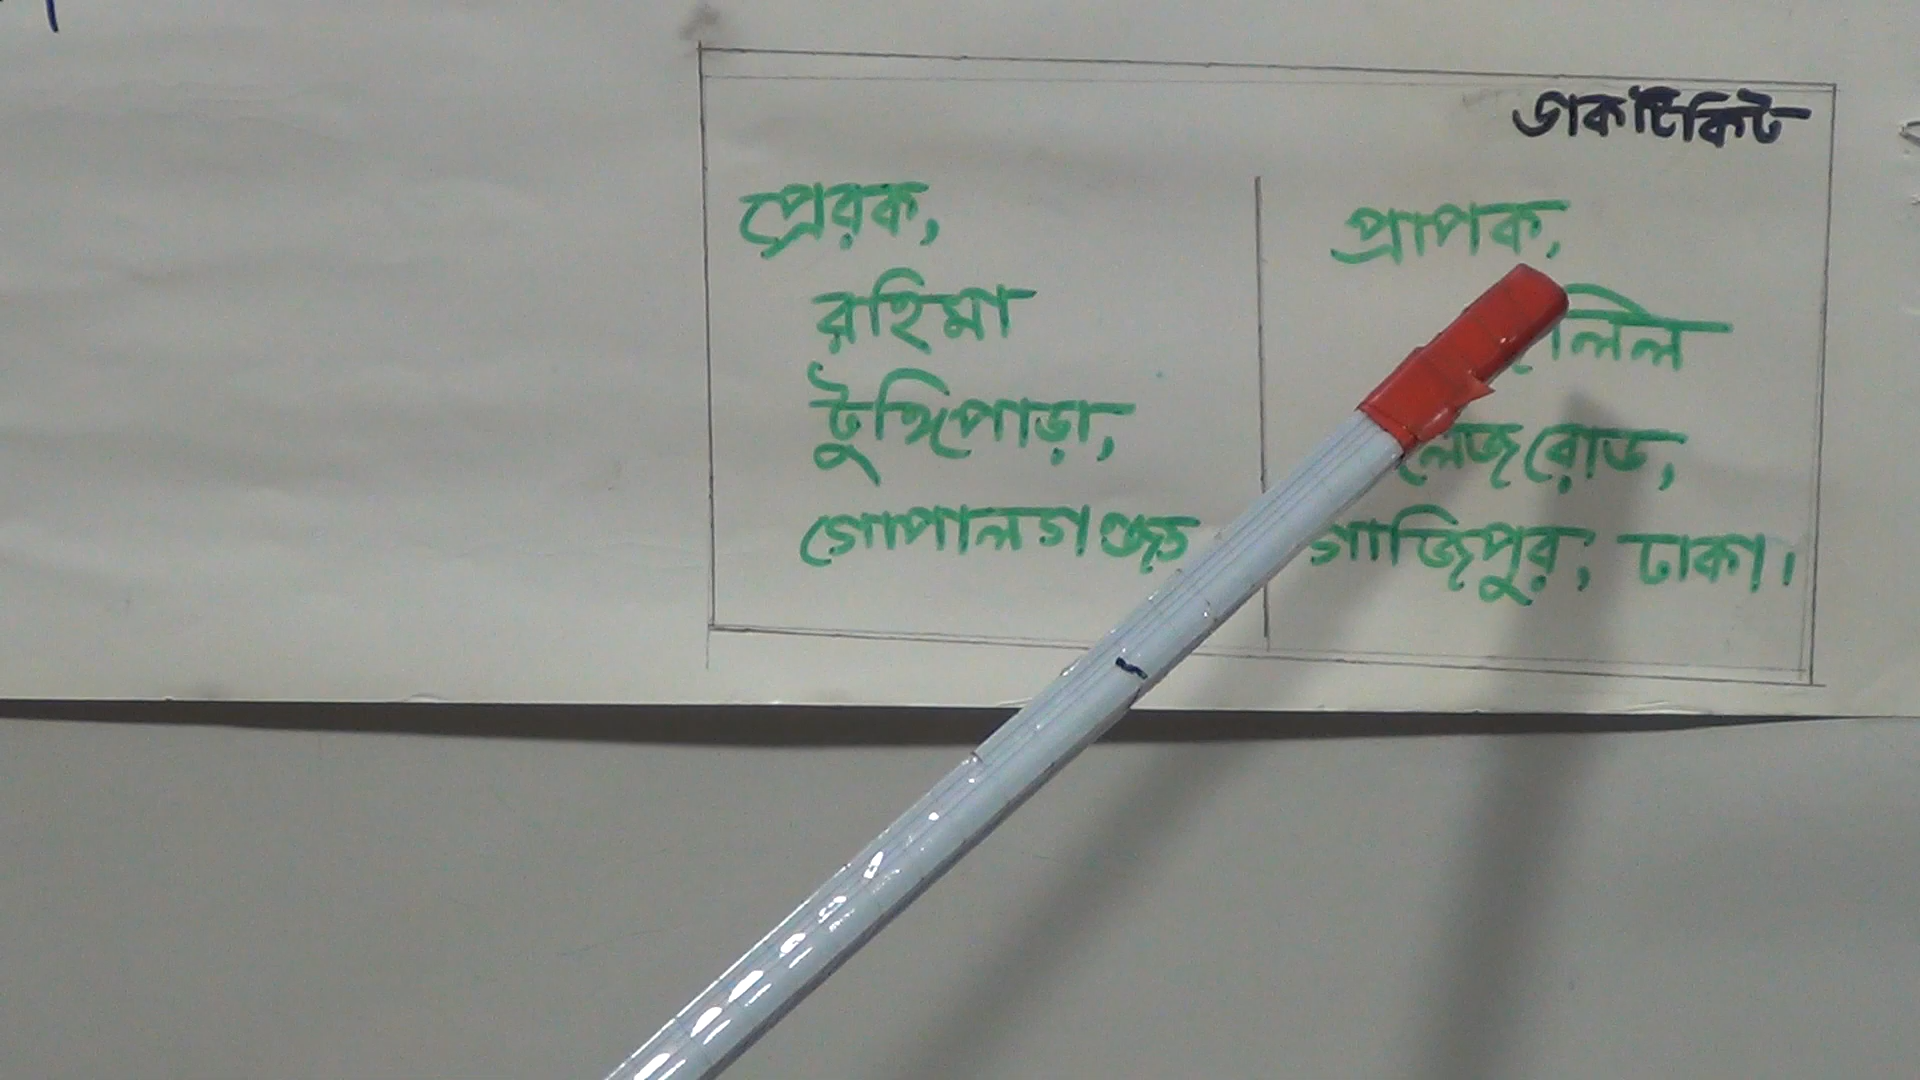 ডাকটিকিট
প্রেরক,
রহিমা
টুঙ্গিপাড়া,
গোপালগঞ্জ
প্রাপক,
রোড,
গাজিপুর, ঢাকা।